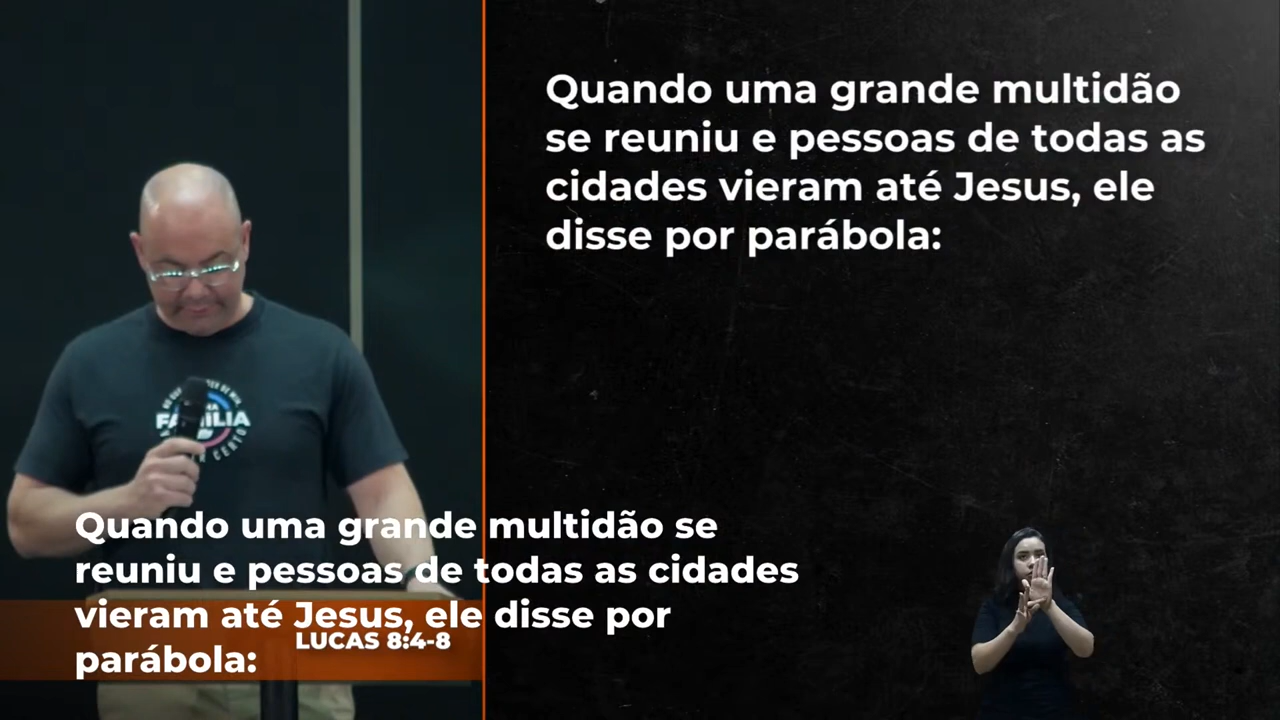 Quando uma grande multidão
se reuniu e pessoas de todas as
cidades vieram até Jesus, ele
disse por parábola:
FAMÍLIA
CERTO
Quando uma grande multidão se
reuniu e pessoas de todas as cidades
vieram até Jesus, ele disse por
parábola:
LUCAS 8:4-8